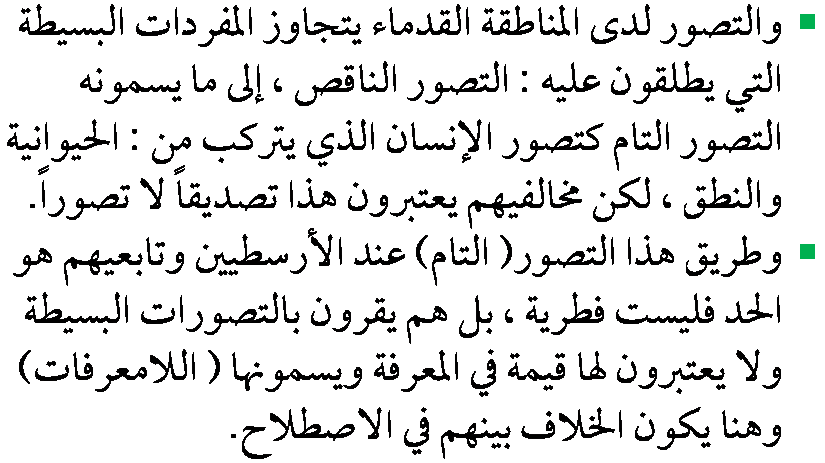 ▪ والتصور لدى المناطقة القدماء يتجاوز المفردات البسيطة
التي يطلقون عليه : التصور الناقص ، إلى ما يسمونه
التصور التام كتصور الإنسان الذي يتركب من : الحيوانية
والنطق ، لكن مخالفيهم يعتبرون هذا تصديقاً لا تصوراً.
▪ وطريق هذا التصور( التام) عند الأرسطيين وتابعيهم هو
الحد فليست فطرية ، بل هم يقرون بالتصورات البسيطة
ولا يعتبرون لها قيمة في المعرفة ويسمونها ( اللامعرفات)
وهنا يكون الخلاف بينهم في الاصطلاح.